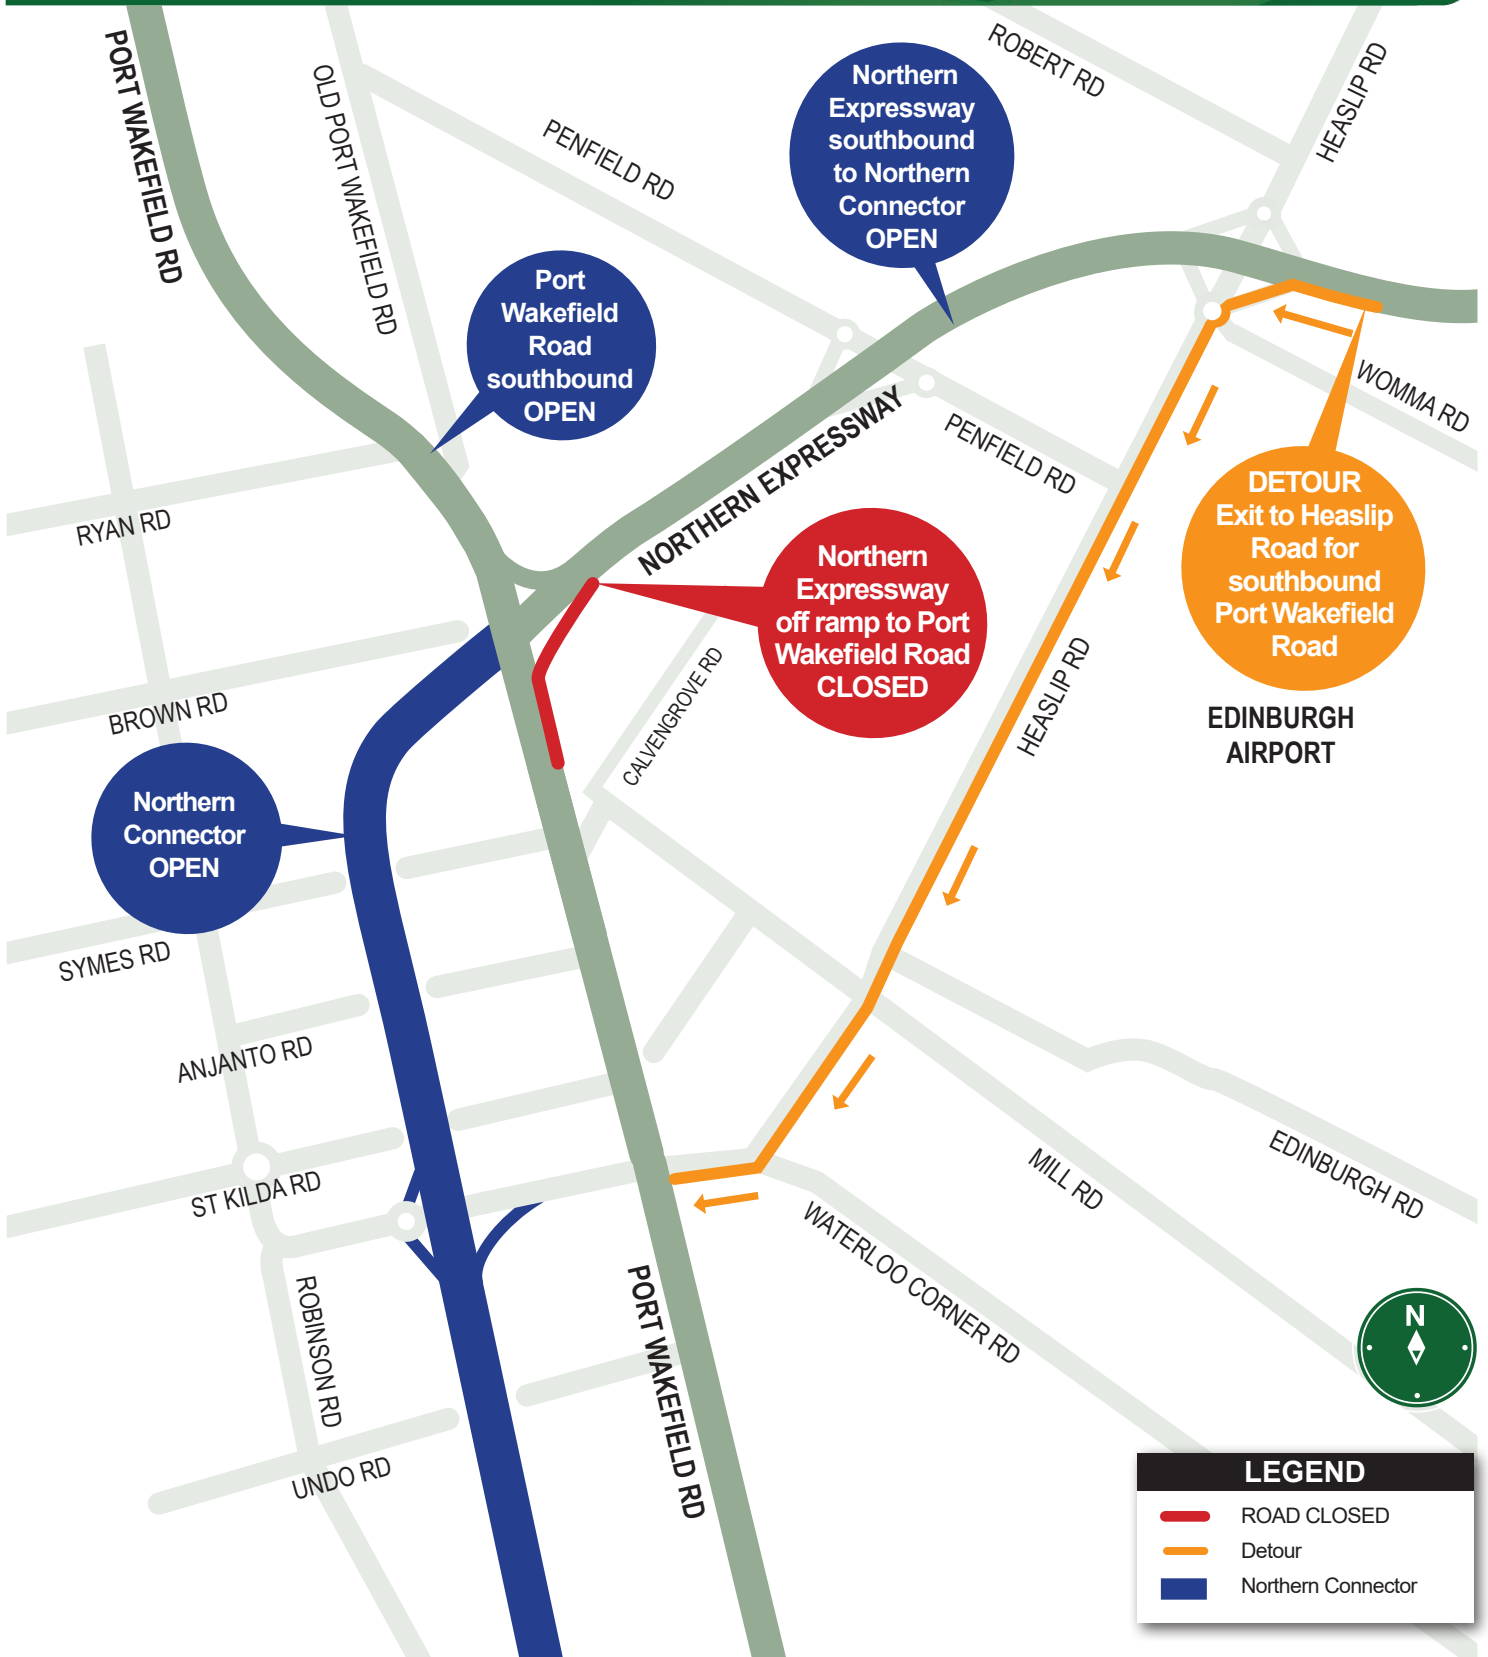 ROBERT RD
HEASLIP RD
PORT WAKEFIELD RD
OLD PORT WAKEFIELD RD
PENFIELD RD
Northern
Expressway
southbound
to Northern
Connector
OPEN
Port
Wakefield
Road
southbound
OPEN
WOMMA RD
PENFIELD RD
NORTHERN EXPRESSWAY
DETOUR
Exit to Heaslip
Road for
southbound
Port Wakefield
Road
RYAN RD
Northern
Expressway
off ramp to Port
Wakefield Road
CLOSED
CALVENGROVE RD
HEASLIP RD
EDINBURGH
AIRPORT
BROWN RD
Northern
Connector
OPEN
SYMES RD
ANJANTO RD
ST KILDA RD
MILL RD
EDINBURGH RD
WATERLOO CORNER RD
ROBINSON RD
PORT WAKEFIELD RD
UNDO RD
N
LEGEND
ROAD CLOSED
Detour
Northern Connector